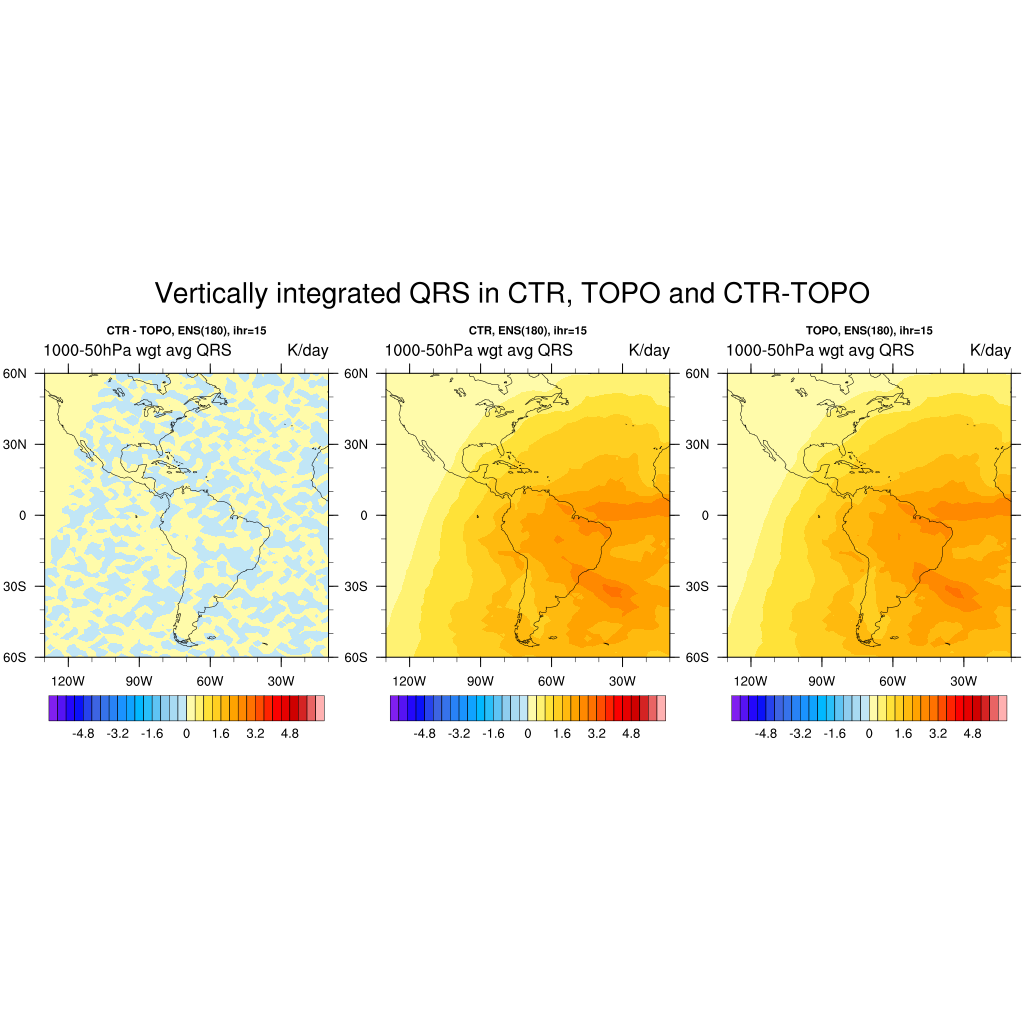 Vertically integrated QRS in CTR, TOPO and CTR-TOPO
CTR - TOPO, ENS(180), ihr=15
1000-50hPa wgt avg QRS K/day
60N
30N
0
30S
60S
120W 90W 60W 30W
-4.8 -3.2 -1.6 0 1.6 3.2 4.8
CTR, ENS(180), ihr=15
1000-50hPa wgt avg QRS K/day
60N
30N
0
30S
60S
120W 90W 60W 30W
-4.8 -3.2 -1.6 0 1.6 3.2 4.8
TOPO, ENS(180), ihr=15
1000-50hPa wgt avg QRS K/day
60N
30N
0
30S
60S
120W 90W 60W 30W
-4.8 -3.2 -1.6 0 1.6 3.2 4.8